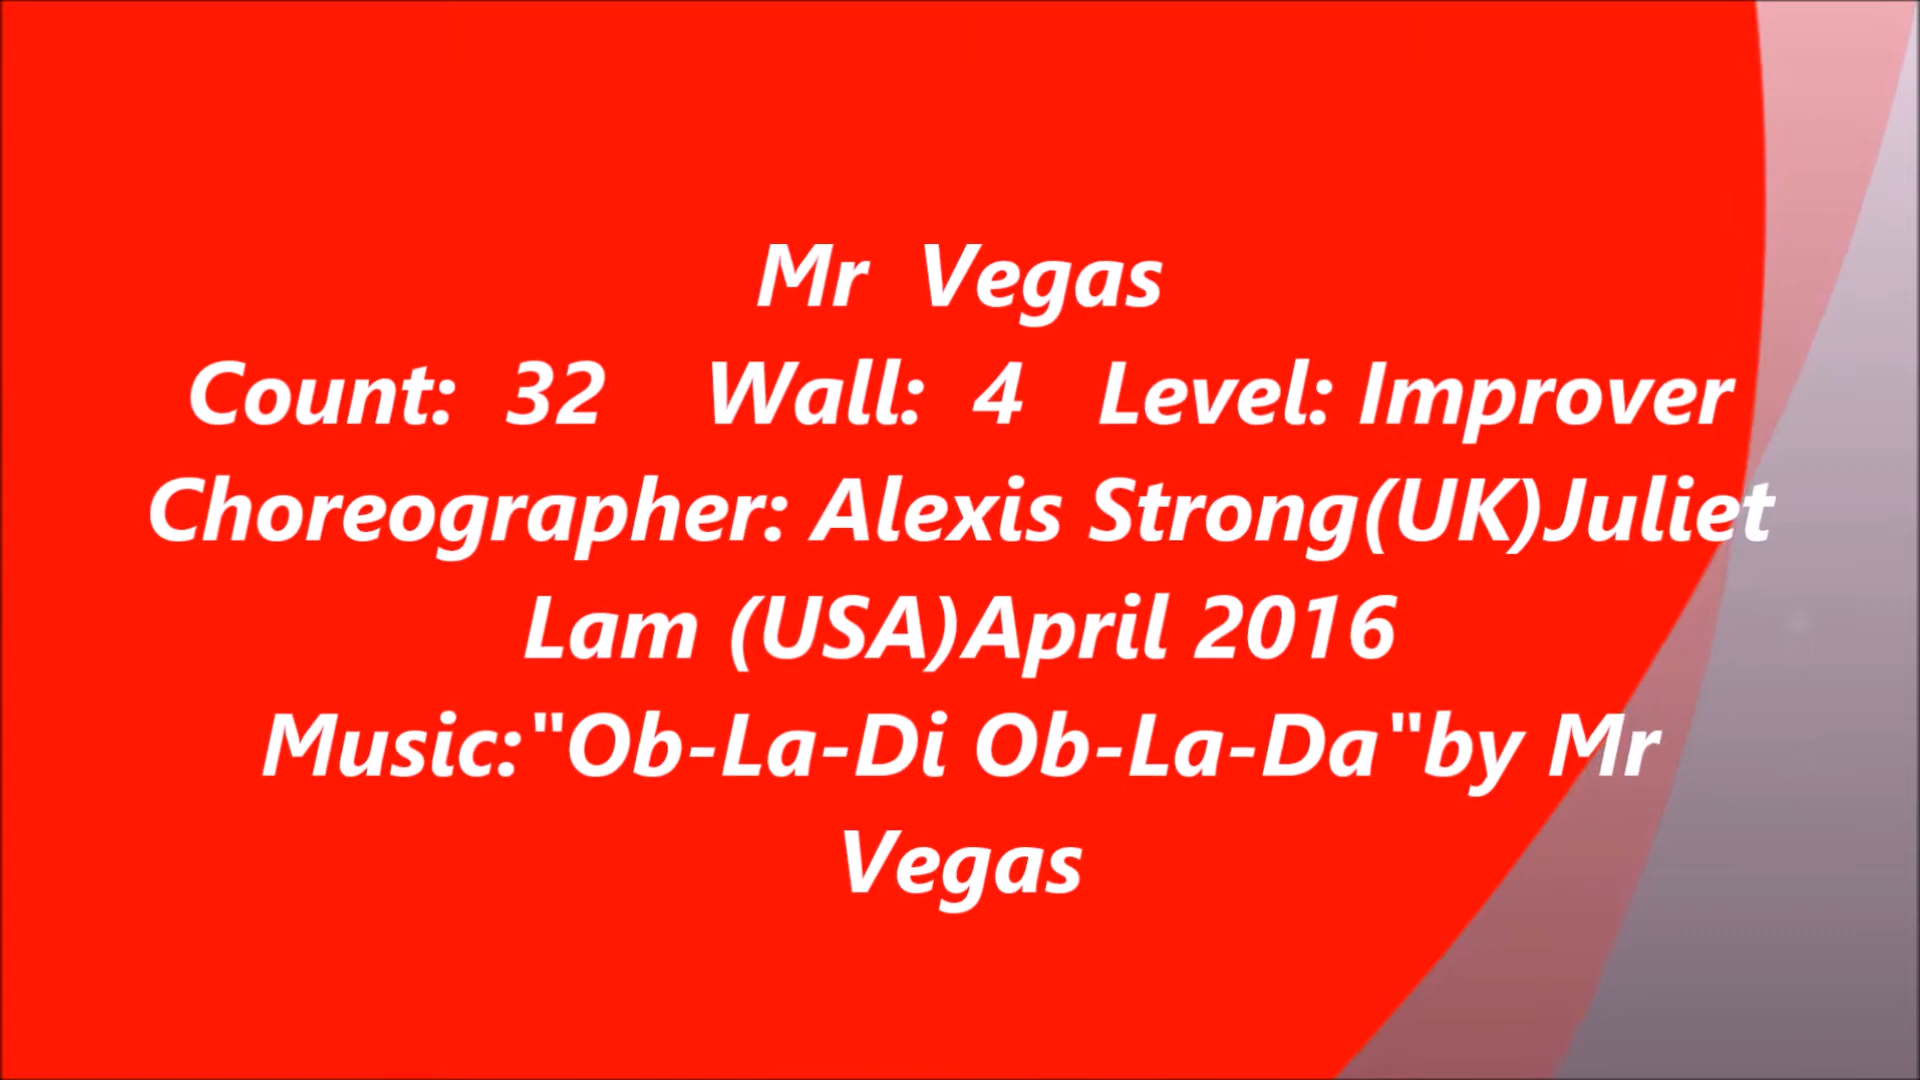 Mr  Vegas
Count:  32    Wall:  4   Level: Improver
Choreographer: Alexis Strong(UK)Juliet
Lam (USA)April 2016
Music:"Ob-La-Di Ob-La-Da"by Mr
Vegas